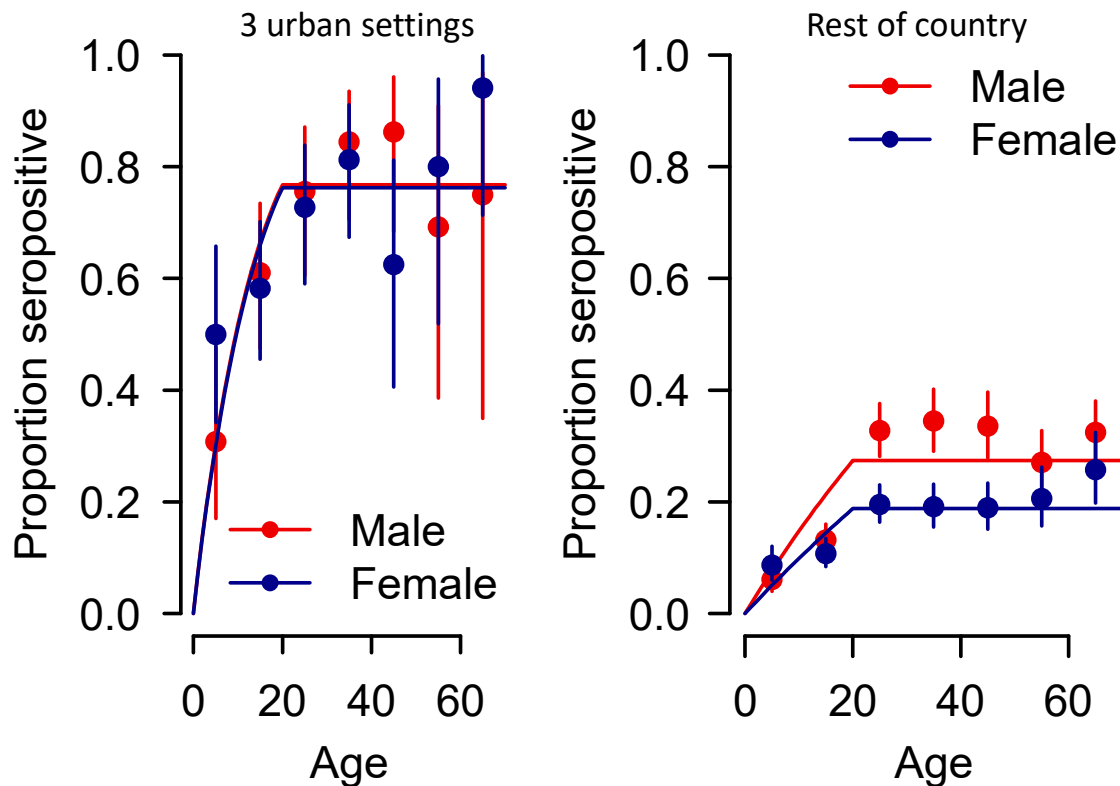 3 urban settings
Proportion seropositive
1.0
0.8
0.6
0.4
0.2
0.0
Male
Female
0 20 40 60
Age
Rest of country
Proportion seropositive
1.0
0.8
0.6
0.4
0.2
0.0
Male
Female
0 20 40 60
Age